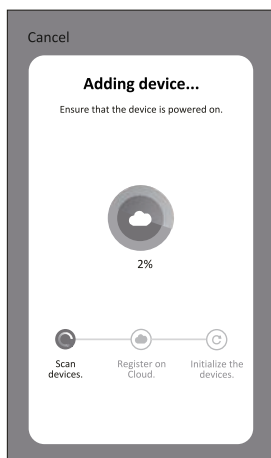 Cancel
Adding device...
Ensure that the device is powered on.
2%
Scan
devices.
Register on
Cloud.
Initialize the
devices.